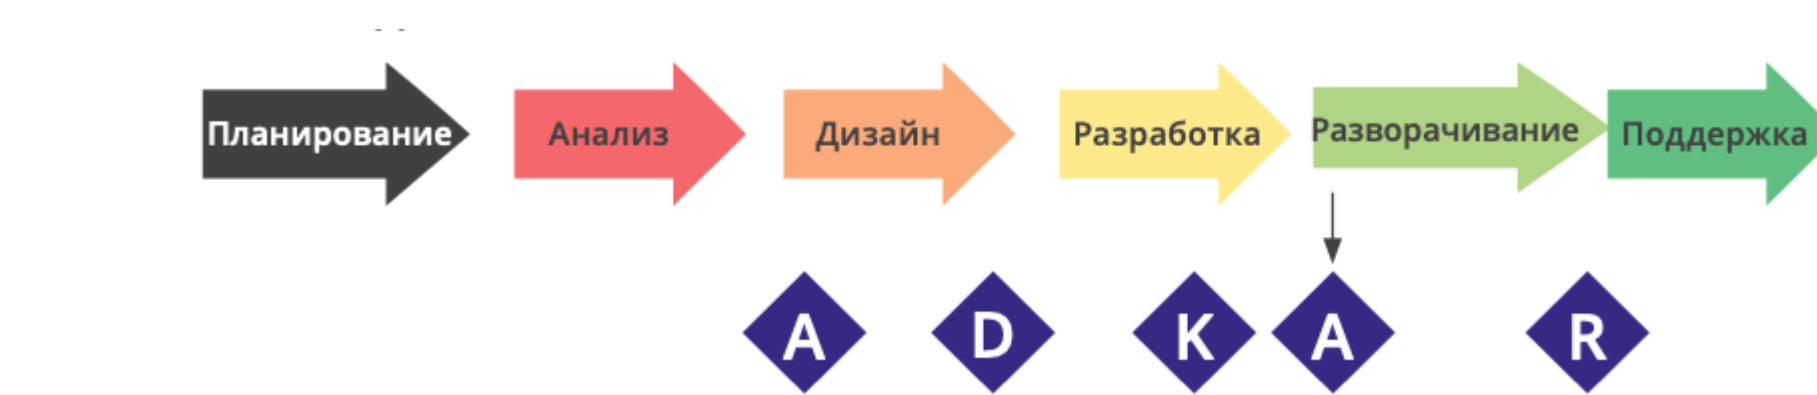 Планирование
Анализ
Дизайн
Разработка
Разворачивание
Поддержка
A
D
K
A
R